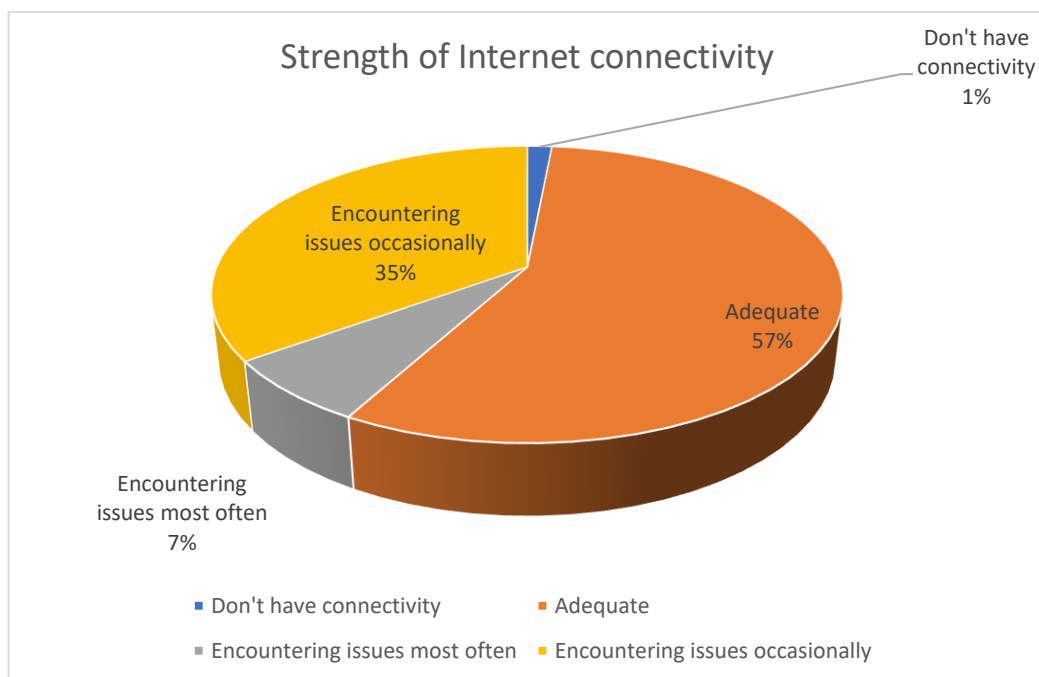 Strength of Internet connectivity
Don't have
connectivity
1%
Encountering
issues occasionally
35%
Adequate
57%
Encountering
issues most often
7%
Don't have connectivity
Adequate
Encountering issues most often
Encountering issues occasionally